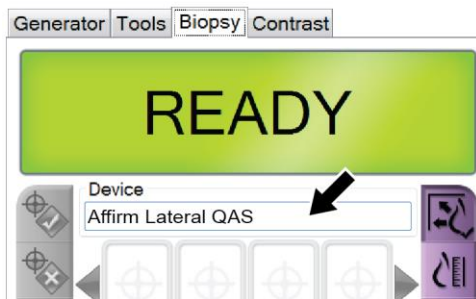 Generator Tools Biopsy Contrast
READY
Device
Affirm Lateral QAS